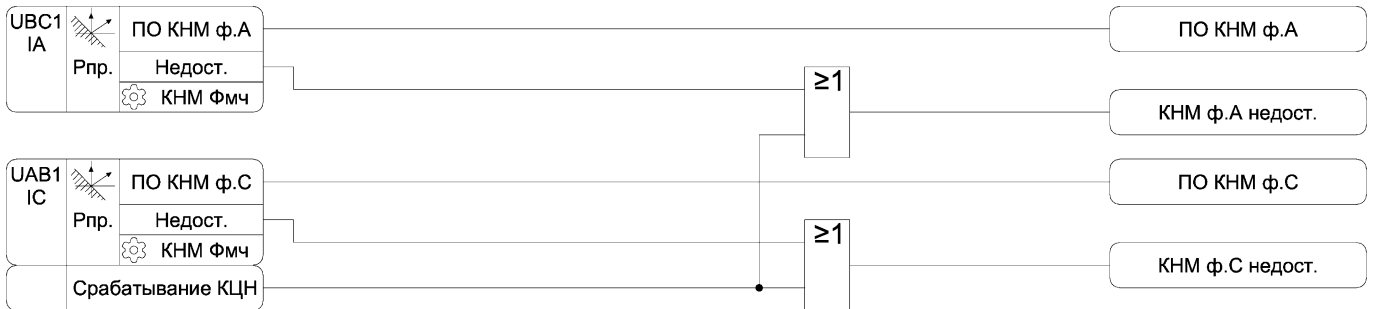 UBC1
IA
ПО КНМ ф.А
Рпр.
Недост.
КНМ Фмч
ПО КНМ ф.А
≥1
КНМ ф.А недост.
UAB1
IC
ПО КНМ ф.С
Рпр.
Недост.
КНМ Фмч
ПО КНМ ф.С
≥1
КНМ ф.С недост.
Срабатывание КЦН